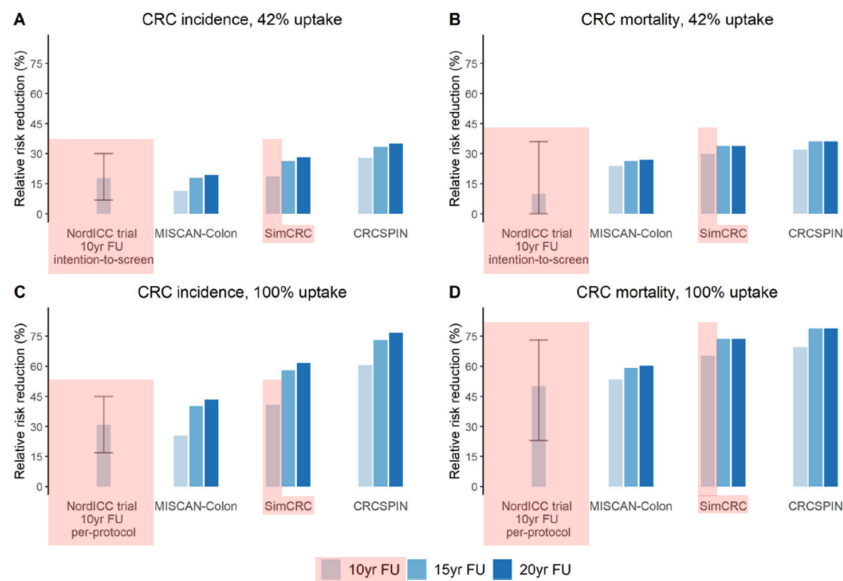 A CRC incidence, 42% uptake
Relative risk reduction (%)
75
60
45
30
15
0
NordICC trial
10yr FU
intention-to-screen
MISCAN-Colon
SimCRC
CRCSPIN
B CRC mortality, 42% uptake
Relative risk reduction (%)
75
60
45
30
15
0
NordICC trial
10yr FU
intention-to-screen
MISCAN-Colon
SimCRC
CRCSPIN
C CRC incidence, 100% uptake
Relative risk reduction (%)
75
60
45
30
15
0
NordICC trial
10yr FU
per-protocol
MISCAN-Colon
SimCRC
CRCSPIN
D CRC mortality, 100% uptake
Relative risk reduction (%)
75
60
45
30
15
0
NordICC trial
10yr FU
per-protocol
MISCAN-Colon
SimCRC
CRCSPIN
10yr FU 15yr FU 20yr FU